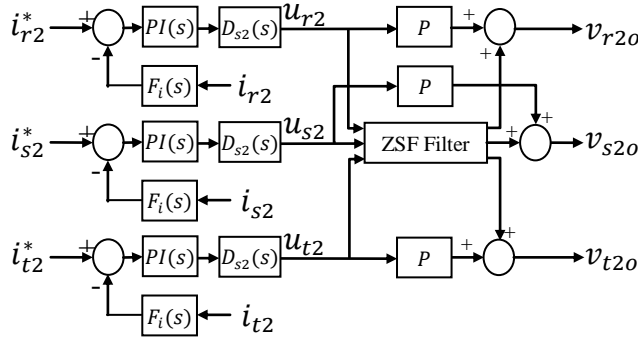 i*r2 + PI(s) Ds2(s) ur2 P + vr2o
- + 
Fi(s) ir2 P
i*s2 + PI(s) Ds2(s) us2 ZSF Filter + + vs2o
-
Fi(s) is2
i*t2 + PI(s) Ds2(s) ut2 P + + vt2o
-
Fi(s) it2